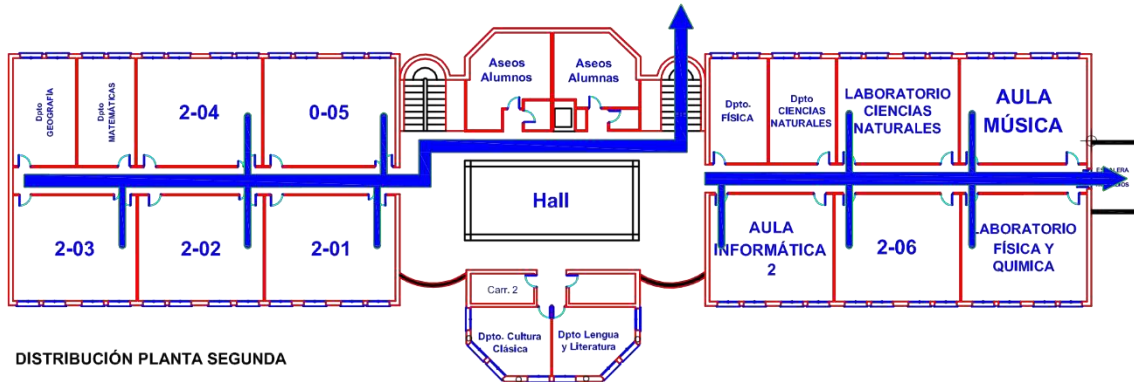 Dpto
GEOGRAFÍA
Dpto
MATEMÁTICAS
2-04
0-05
Aseos
Alumnos
Aseos
Alumnas
Dpto.
FÍSICA
Dpto
CIENCIAS
NATURALES
LABORATORIO
CIENCIAS
NATURALES
AULA
MÚSICA
2-03
2-02
2-01
Hall
AULA
INFORMÁTICA
2
2-06
LABORATORIO
FÍSICA Y
QUIMICA
Carr. 2
Dpto. Cultura
Clásica
Dpto Lengua
y Literatura
DISTRIBUCIÓN PLANTA SEGUNDA